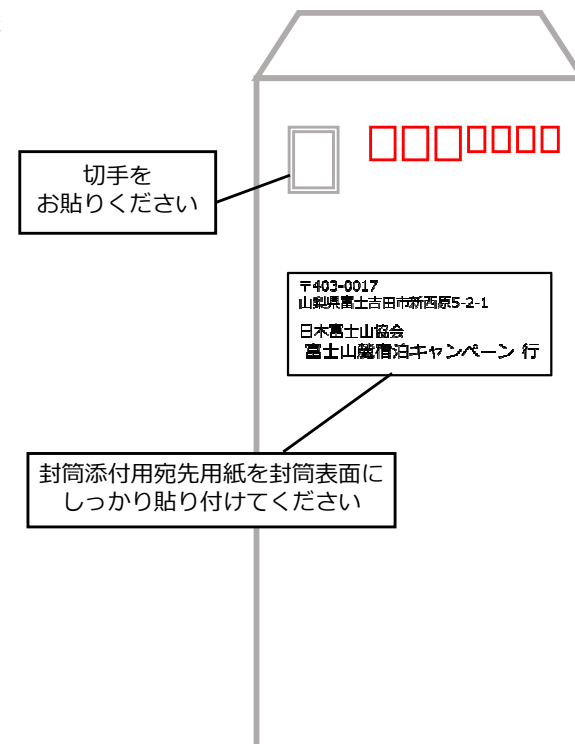 切手を
お貼りください
〒403-0017
山梨県富士吉田市新西原5-2-1
日本富士山協会
富士山麓宿泊キャンペーン 行
封筒添付用宛先用紙を封筒表面に
しっかり貼り付けてください